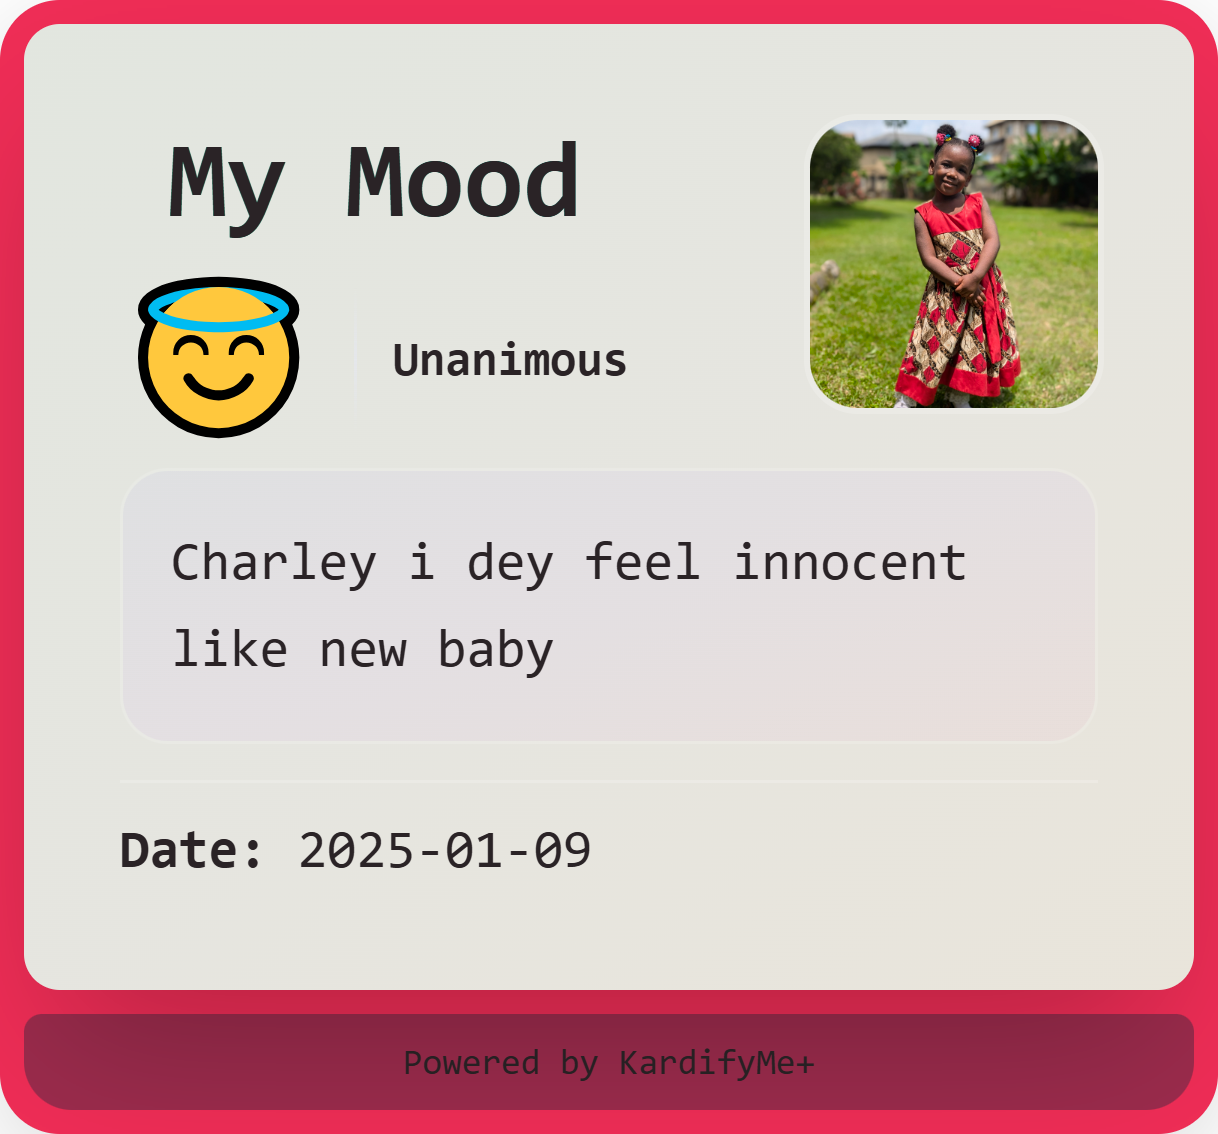 My Mood
Unanimous
Charley i dey feel innocent
like new baby
Date: 2025-01-09
Powered by KardifyMe+